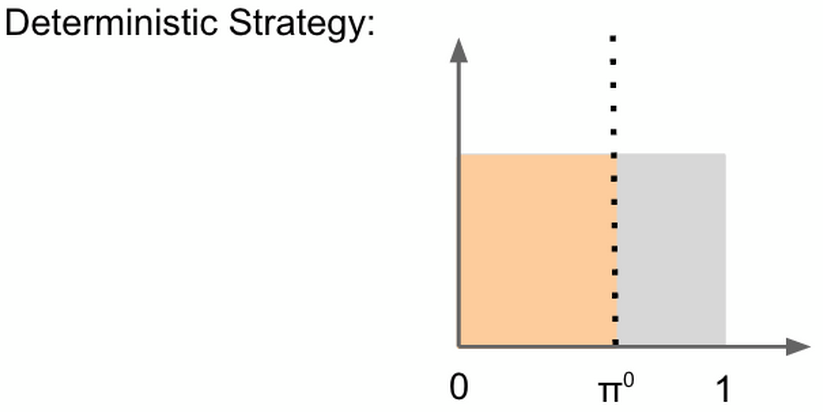 Deterministic Strategy:
0 π⁰ 1